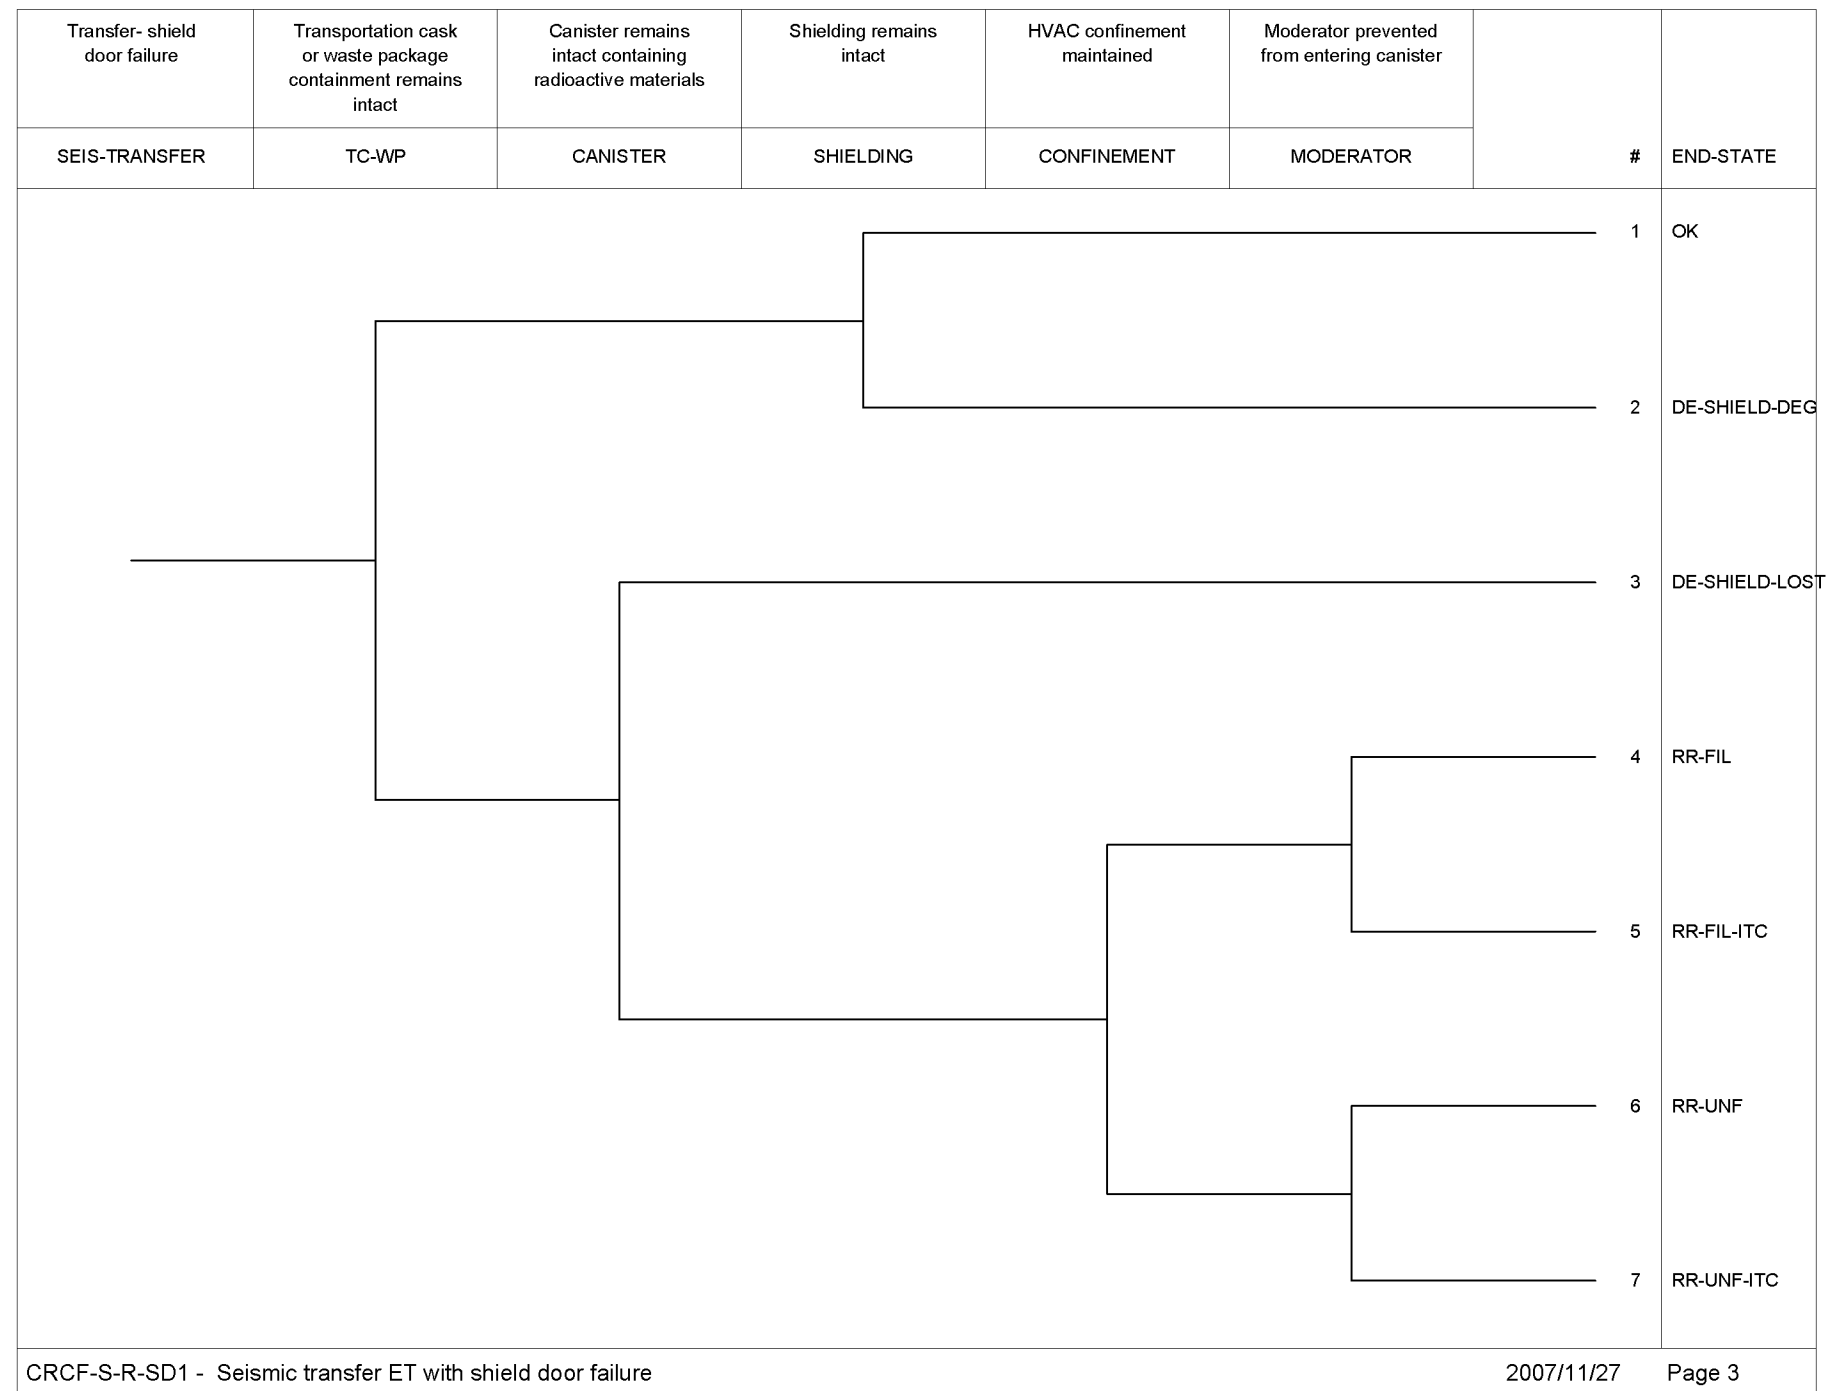 Transfer- shield
door failure
Transportation cask
or waste package
containment remains
intact
Canister remains
intact containing
radioactive materials
Shielding remains
intact
HVAC confinement
maintained
Moderator prevented
from entering canister
SEIS-TRANSFER
TC-WP
CANISTER
SHIELDING
CONFINEMENT
MODERATOR
#
END-STATE
1 OK
2 DE-SHIELD-DEG
3 DE-SHIELD-LOST
4 RR-FIL
5 RR-FIL-ITC
6 RR-UNF
7 RR-UNF-ITC
CRCF-S-R-SD1 - Seismic transfer ET with shield door failure
2007/11/27 Page 3